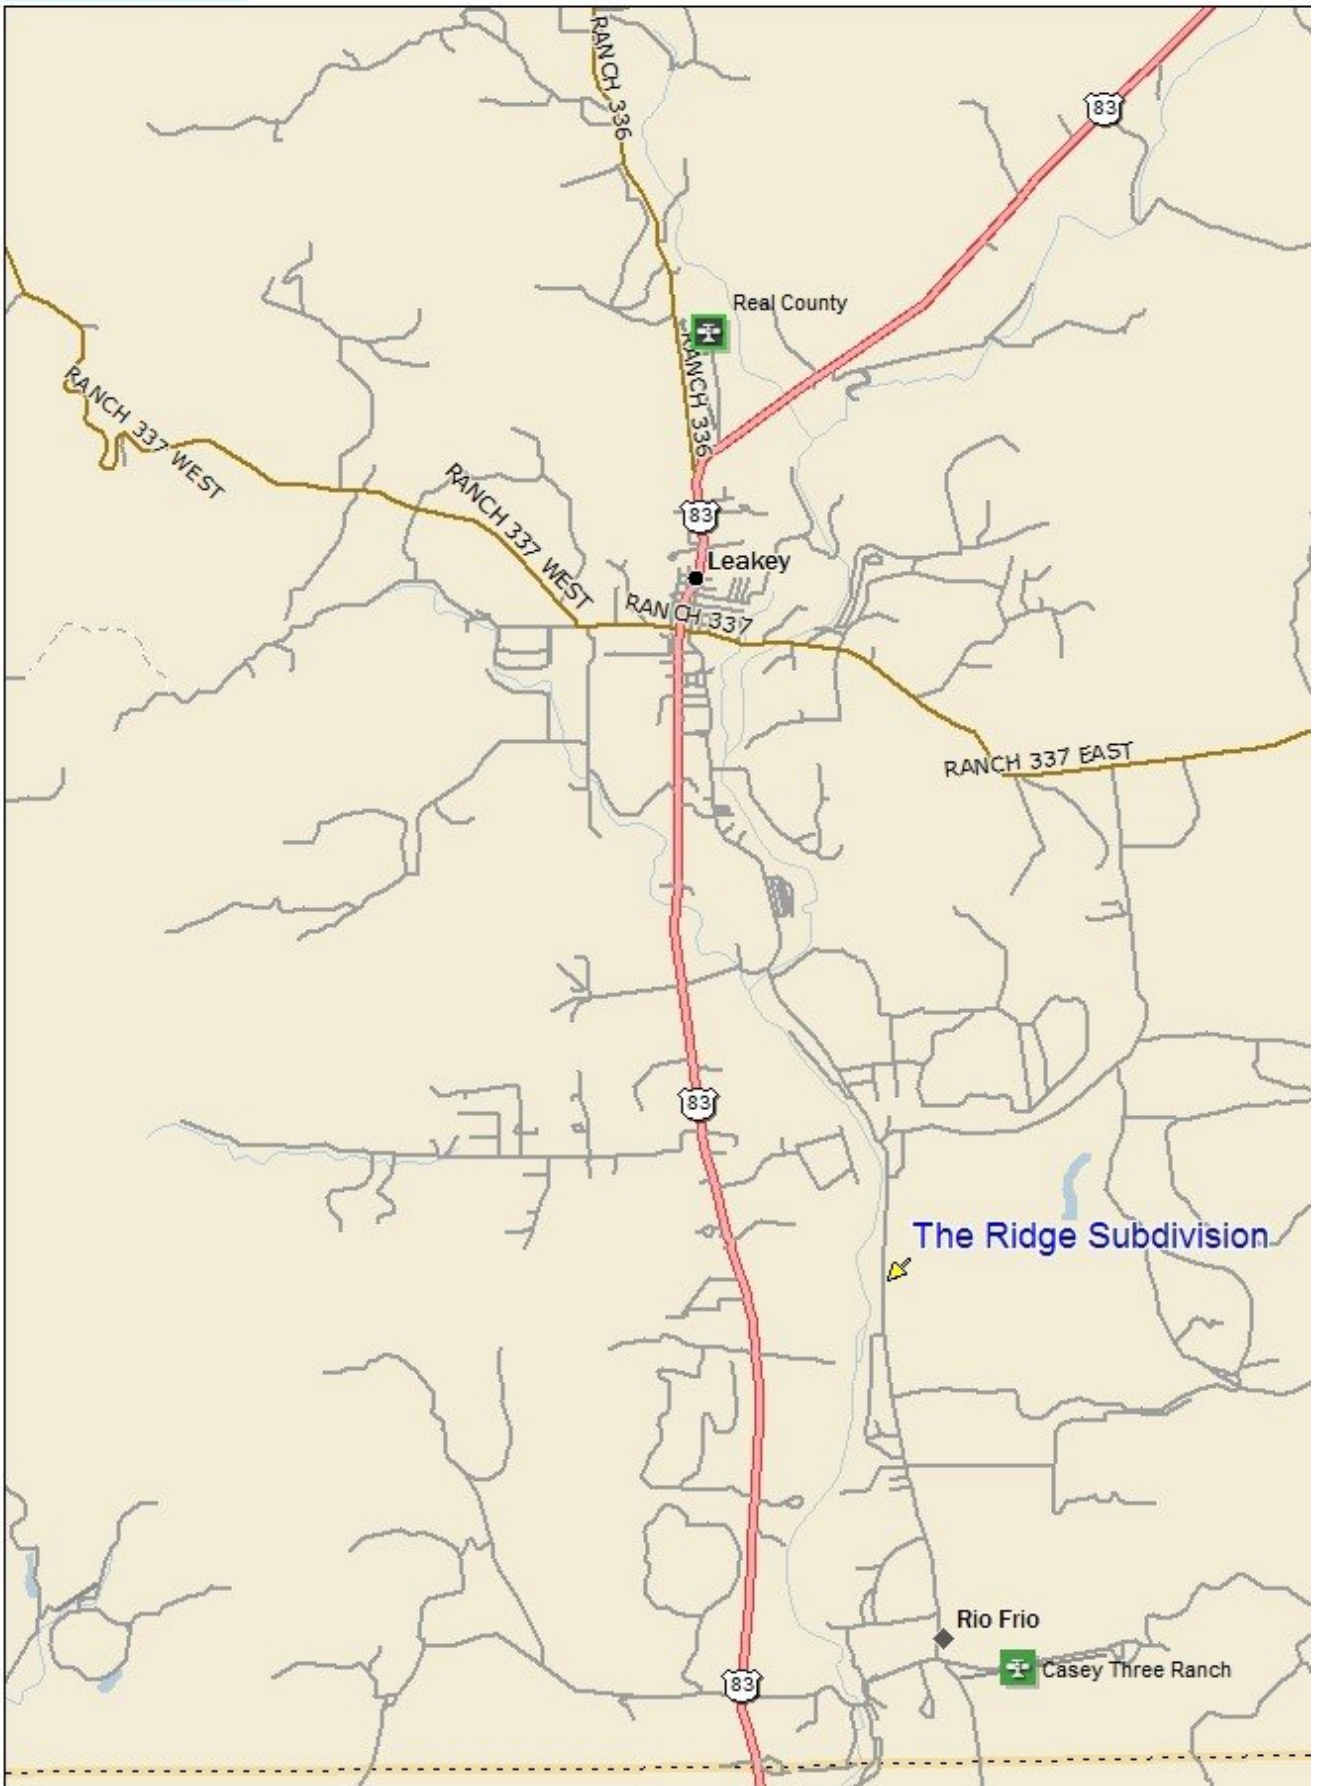 RANCH 336
83
Real County
RANCH 336
RANCH 337 WEST
RANCH 337 WEST
83
Leakey
RANCH 337
RANCH 337 EAST
83
The Ridge Subdivision
Rio Frio
Casey Three Ranch
83